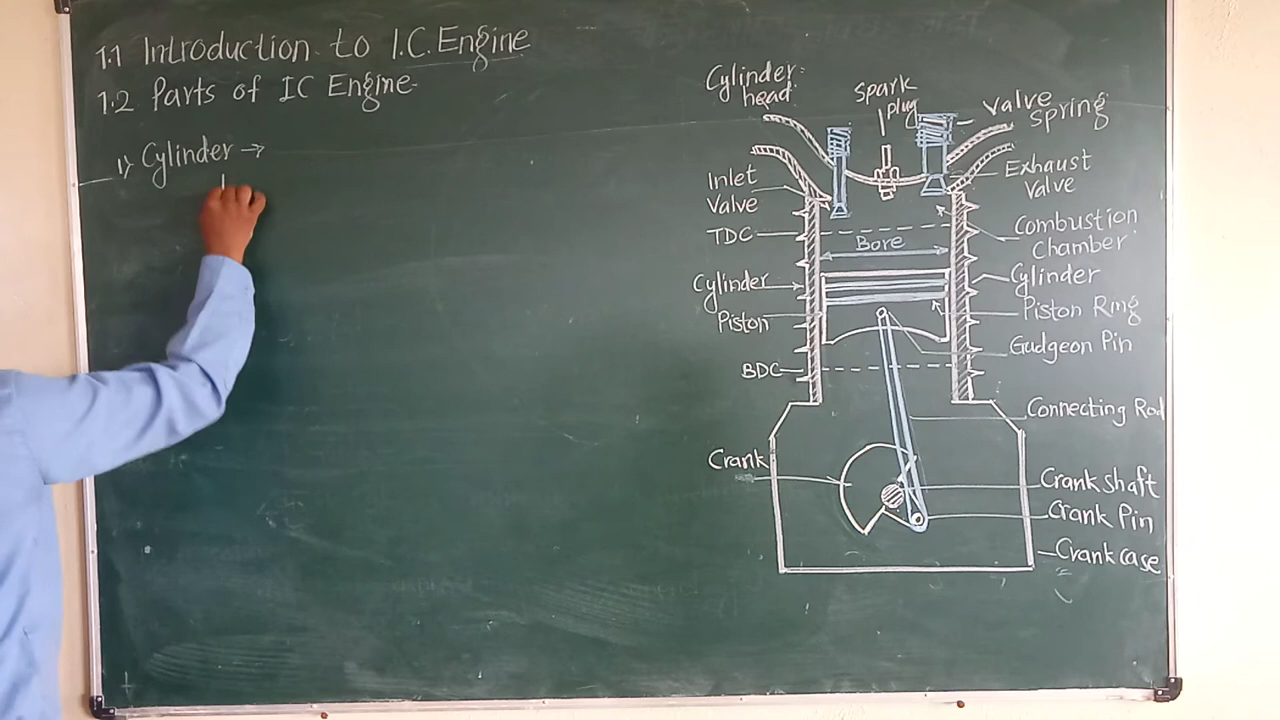 1.1 Introduction to I.C. Engine
1.2 Parts of IC Engine
1) Cylinder →
Cylinder head
Spark plug
Valve Spring
Inlet Valve
Exhaust Valve
TDC
Combustion Chamber
Bore
Cylinder
Cylinder
Piston
Piston Ring
Gudgeon Pin
BDC
Connecting Rod
Crank
Crank shaft
Crank Pin
Crank case